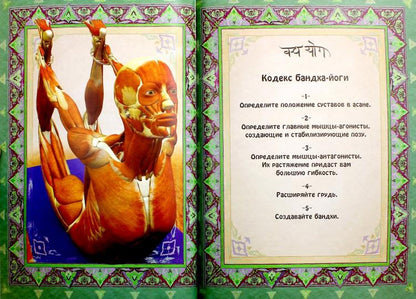 बन्ध योग
Кодекс бандха-йоги
-1-
Определите положение суставов в асане.
-2-
Определите главные мышцы-агонисты,
создающие и стабилизирующие позу.
-3-
Определите мышцы-антагонисты.
Их растяжение придаст вам
большую гибкость.
-4-
Расширяйте грудь.
-5-
Создавайте бандхи.